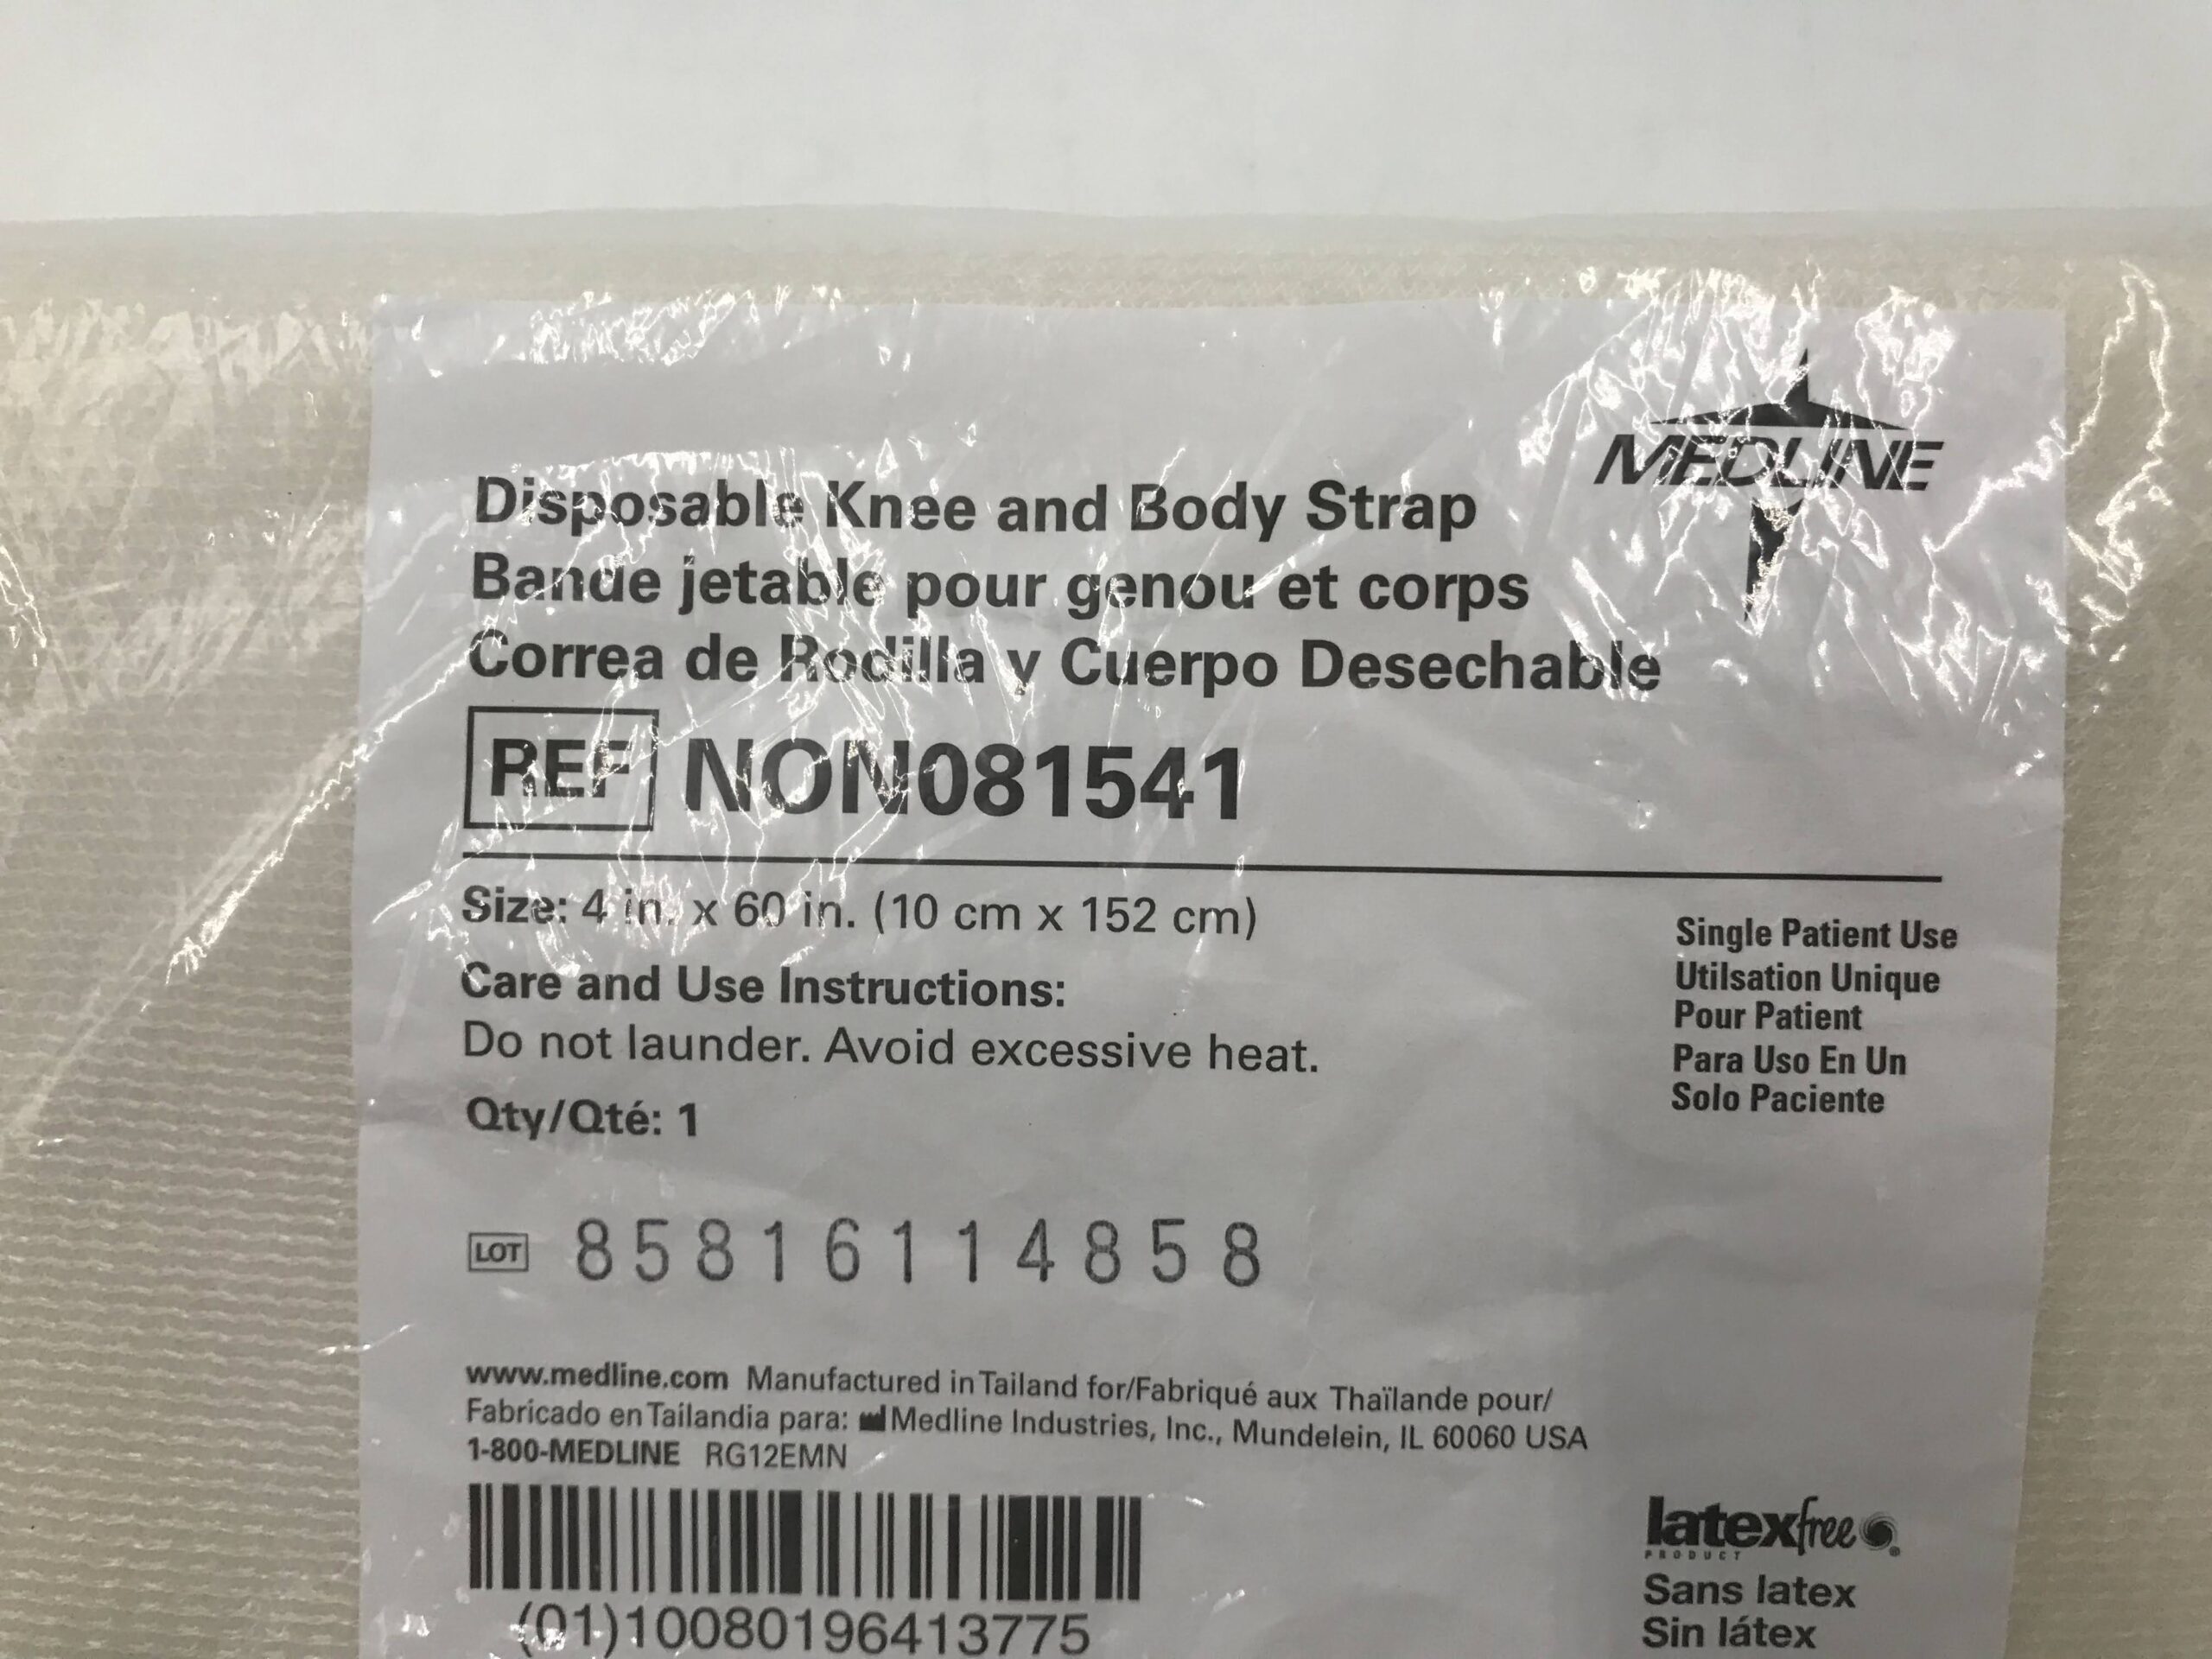 MEDLINE
Disposable Knee and Body Strap
Bande jetable pour genou et corps
Correa de Rodilla y Cuerpo Desechable
REF NON081541
Size: 4 in. x 60 in. (10 cm x 152 cm)
Care and Use Instructions:
Do not launder. Avoid excessive heat.
Qty/Qté: 1
Single Patient Use
Utilsation Unique
Pour Patient
Para Uso En Un
Solo Paciente
LOT 85816114858
www.medline.com Manufactured in Tailand for/Fabriqué aux Thaïlande pour/
Fabricado en Tailandia para: Medline Industries, Inc., Mundelein, IL 60060 USA
1-800-MEDLINE RG12EMN
(01)10080196413775
latexfree
PRODUCT
Sans latex
Sin látex